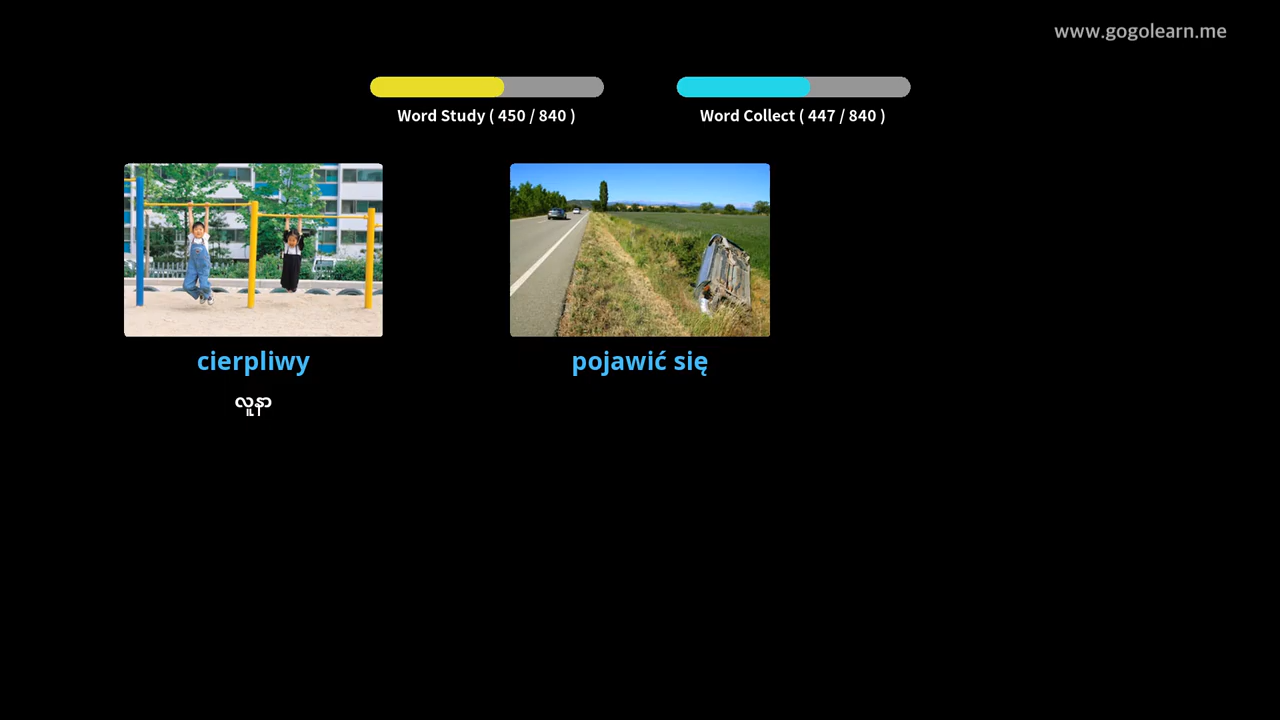 www.gogolearn.me
Word Study ( 450 / 840 )
Word Collect ( 447 / 840 )
cierpliwy
pojawić się
လူနာ